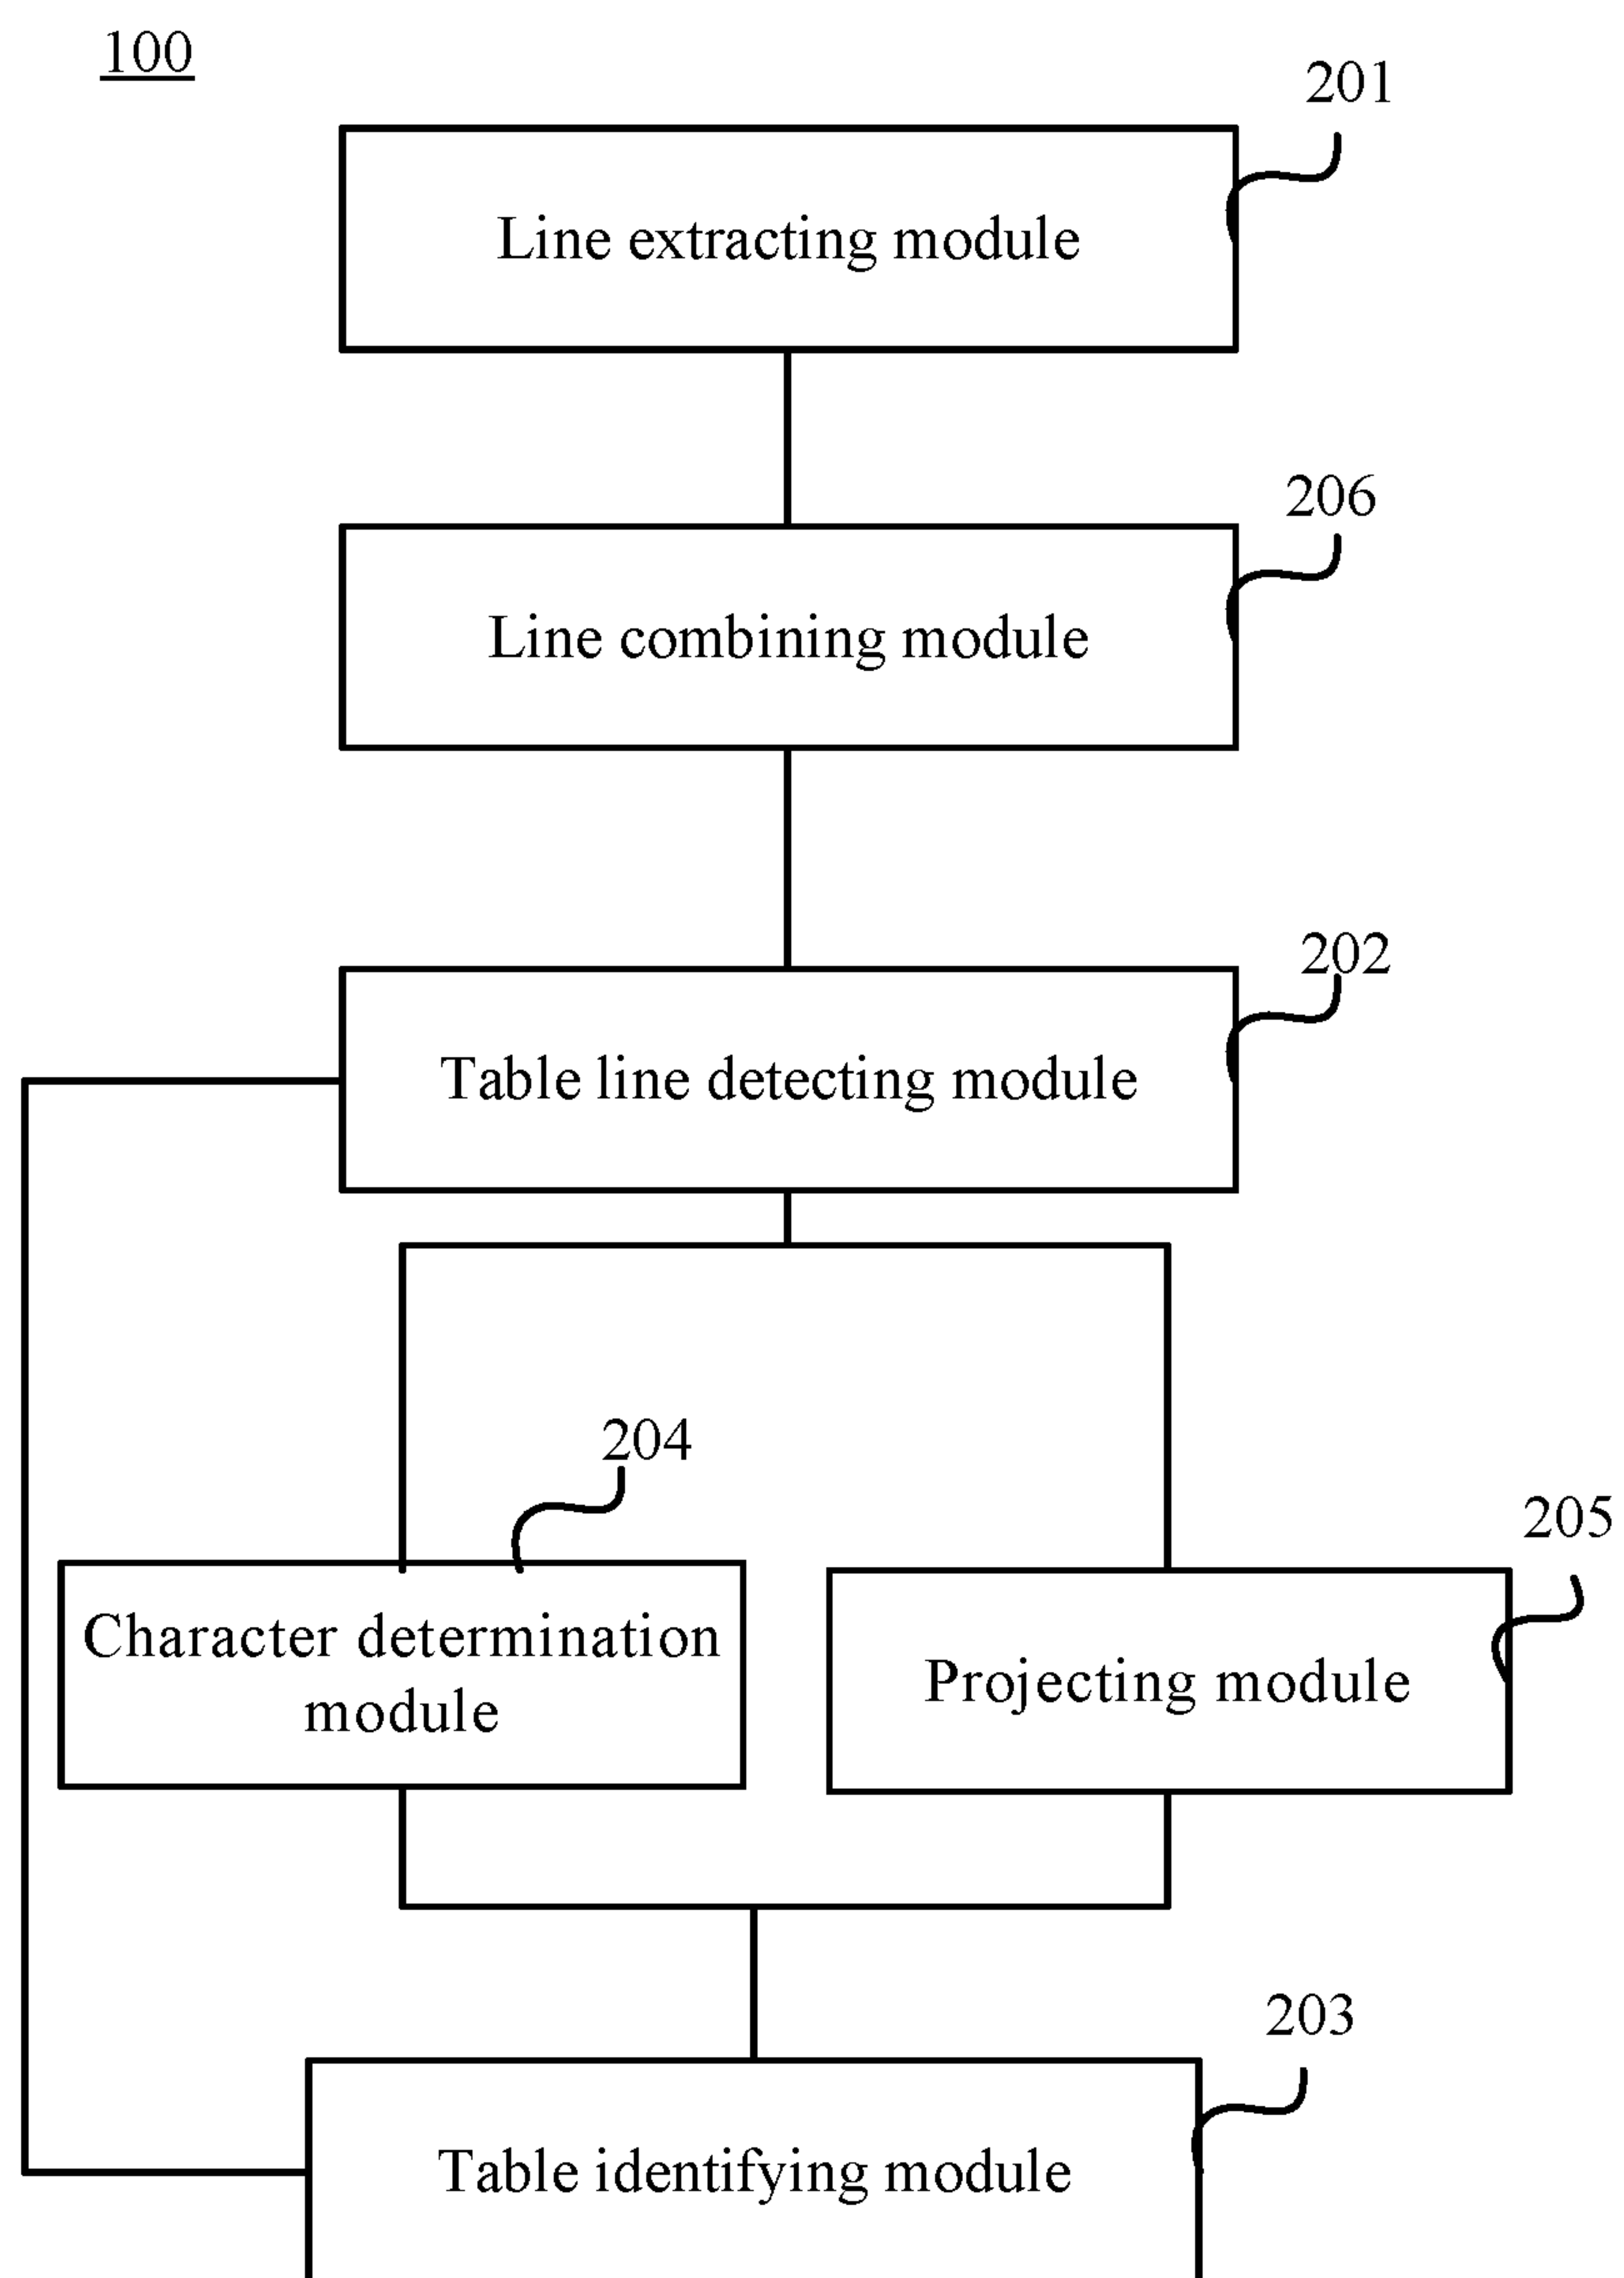 100
201
Line extracting module
206
Line combining module
202
Table line detecting module
204
Character determination
module
205
Projecting module
203
Table identifying module